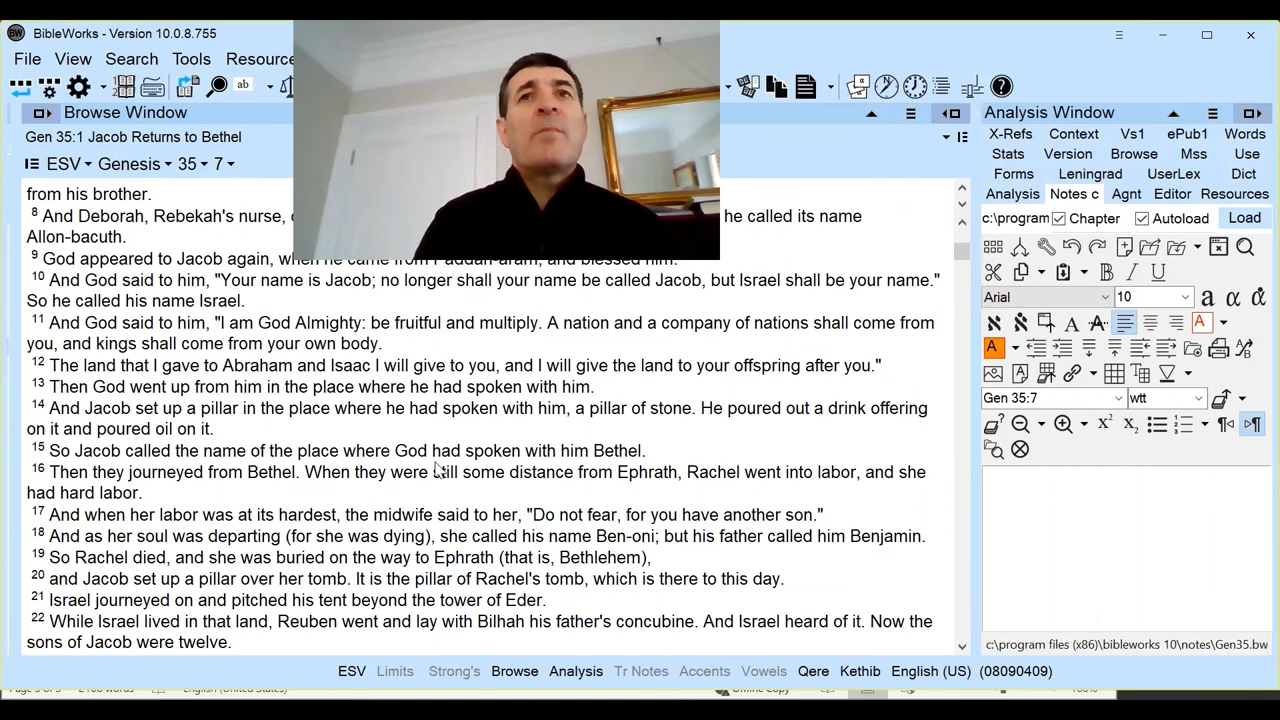 BibleWorks - Version 10.0.8.755
File View Search Tools Resource
ab
Browse Window
Gen 35:1 Jacob Returns to Bethel
ESV Genesis 35 7
from his brother.
8 And Deborah, Rebekah's nurse, he called its name
Allon-bacuth.
9 God appeared to Jacob again, when he came from Paddan-aram, and blessed him.
10 And God said to him, "Your name is Jacob; no longer shall your name be called Jacob, but Israel shall be your name."
So he called his name Israel.
11 And God said to him, "I am God Almighty: be fruitful and multiply. A nation and a company of nations shall come from
you, and kings shall come from your own body.
12 The land that I gave to Abraham and Isaac I will give to you, and I will give the land to your offspring after you."
13 Then God went up from him in the place where he had spoken with him.
14 And Jacob set up a pillar in the place where he had spoken with him, a pillar of stone. He poured out a drink offering
on it and poured oil on it.
15 So Jacob called the name of the place where God had spoken with him Bethel.
16 Then they journeyed from Bethel. When they were still some distance from Ephrath, Rachel went into labor, and she
had hard labor.
17 And when her labor was at its hardest, the midwife said to her, "Do not fear, for you have another son."
18 And as her soul was departing (for she was dying), she called his name Ben-oni; but his father called him Benjamin.
19 So Rachel died, and she was buried on the way to Ephrath (that is, Bethlehem),
20 and Jacob set up a pillar over her tomb. It is the pillar of Rachel's tomb, which is there to this day.
21 Israel journeyed on and pitched his tent beyond the tower of Eder.
22 While Israel lived in that land, Reuben went and lay with Bilhah his father's concubine. And Israel heard of it. Now the
sons of Jacob were twelve.
Analysis Window
X-Refs Context Vs1 ePub1 Words
Stats Version Browse Mss Use
Forms Leningrad UserLex Dict
Analysis Notes c Agnt Editor Resources
c:\program Chapter Autoload Load
B I U
Arial 10 a α ά
א א A A A
A
Gen 35:7 wtt
x² x₂
c:\program files (x86)\bibleworks 10\notes\Gen35.bw
ESV Limits Strong's Browse Analysis Tr Notes Accents Vowels Qere Kethib English (US) (08090409)